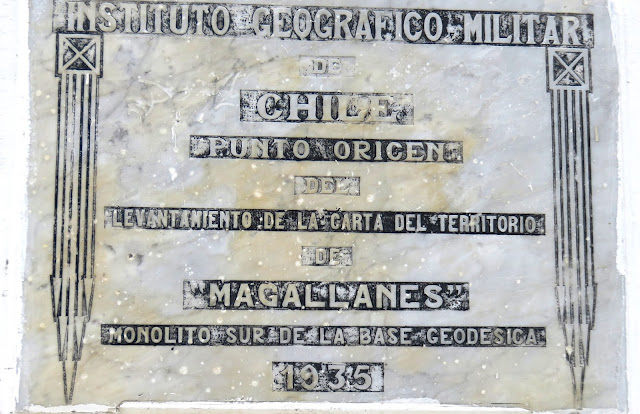 INSTITUTO GEOGRAFICO MILITAR
DE
CHILE
PUNTO ORIGEN
DEL
LEVANTAMIENTO DE LA CARTA DEL TERRITORIO
DE
"MAGALLANES"
MONOLITO SUR DE LA BASE GEODESICA
1935